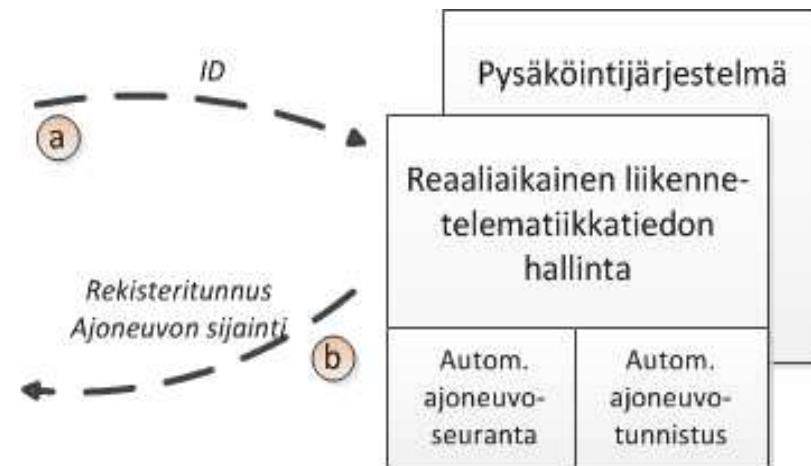 ID
a
Pysäköintijärjestelmä
Reaaliaikainen liikenne-
telematiikkatiedon
hallinta
Rekisteritunnus
Ajoneuvon sijainti
b
Autom.
ajoneuvo-
seuranta
Autom.
ajoneuvo-
tunnistus